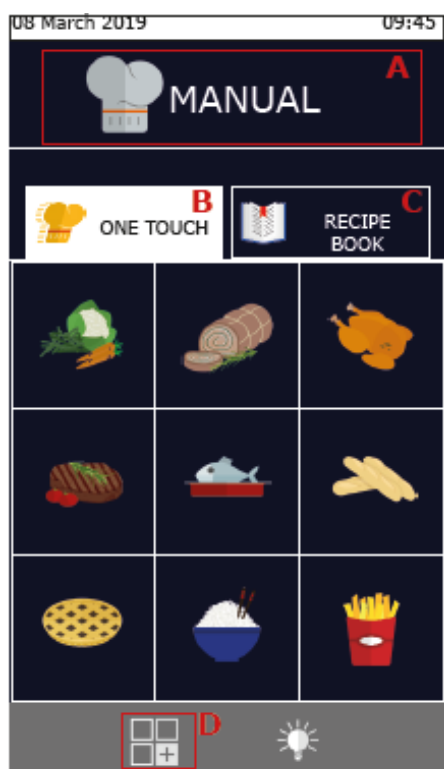 08 March 2019 09:45
A
MANUAL
B
C
ONE TOUCH
RECIPE
BOOK
D